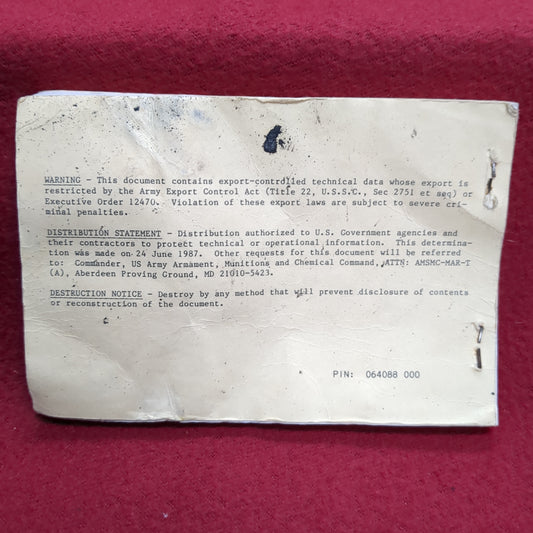 WARNING - This document contains export-controlled technical data whose export is
restricted by the Army Export Control Act (Title 22, U.S.S.C., Sec 2751 et seq) or
Executive Order 12470. Violation of these export laws are subject to severe cri-
minal penalties.
DISTRIBUTION STATEMENT - Distribution authorized to U.S. Government agencies and
their contractors to protect technical or operational information. This determina-
tion was made on 24 June 1987. Other requests for this document will be referred
to: Commander, US Army Armament, Munitions and Chemical Command, ATTN: AMSMC-MAR-T
(A), Aberdeen Proving Ground, MD 21010-5423.
DESTRUCTION NOTICE - Destroy by any method that will prevent disclosure of contents
or reconstruction of the document.
PIN: 064088 000